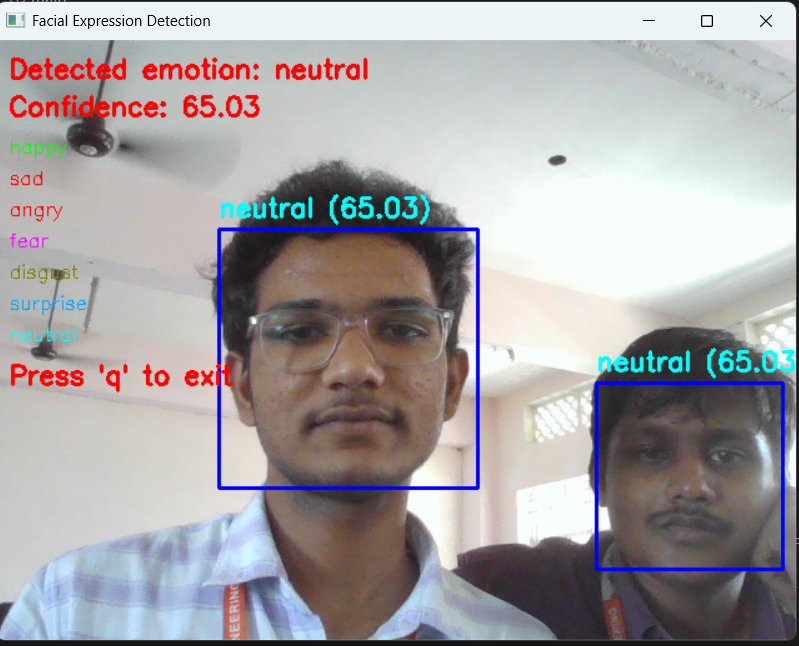 Facial Expression Detection
Detected emotion: neutral
Confidence: 65.03
happy
sad
angry
fear
disgust
surprise
neutral
Press 'q' to exit
neutral (65.03)
neutral (65.03
NEERING